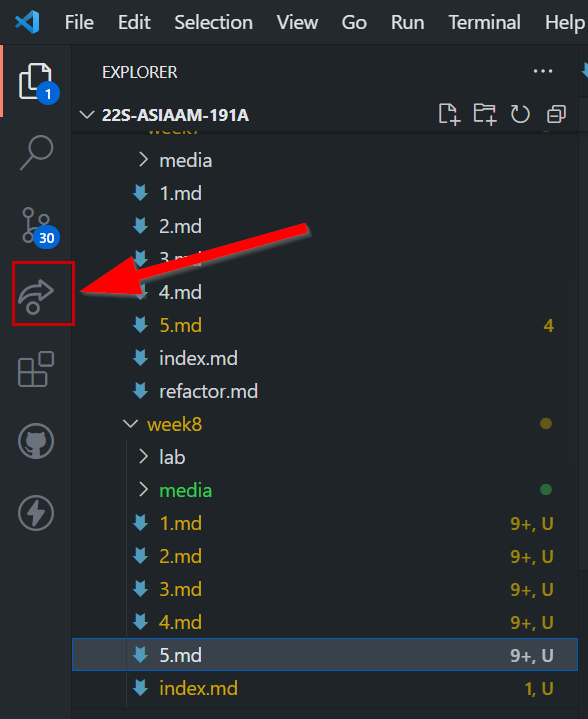 File Edit Selection View Go Run Terminal Help
EXPLORER
1
22S-ASIAAM-191A
media
1.md
2.md
30
3.md
4.md
5.md 4
index.md
refactor.md
week8
lab
media
1.md 9+, U
2.md 9+, U
3.md 9+, U
4.md 9+, U
5.md 9+, U
index.md 1, U